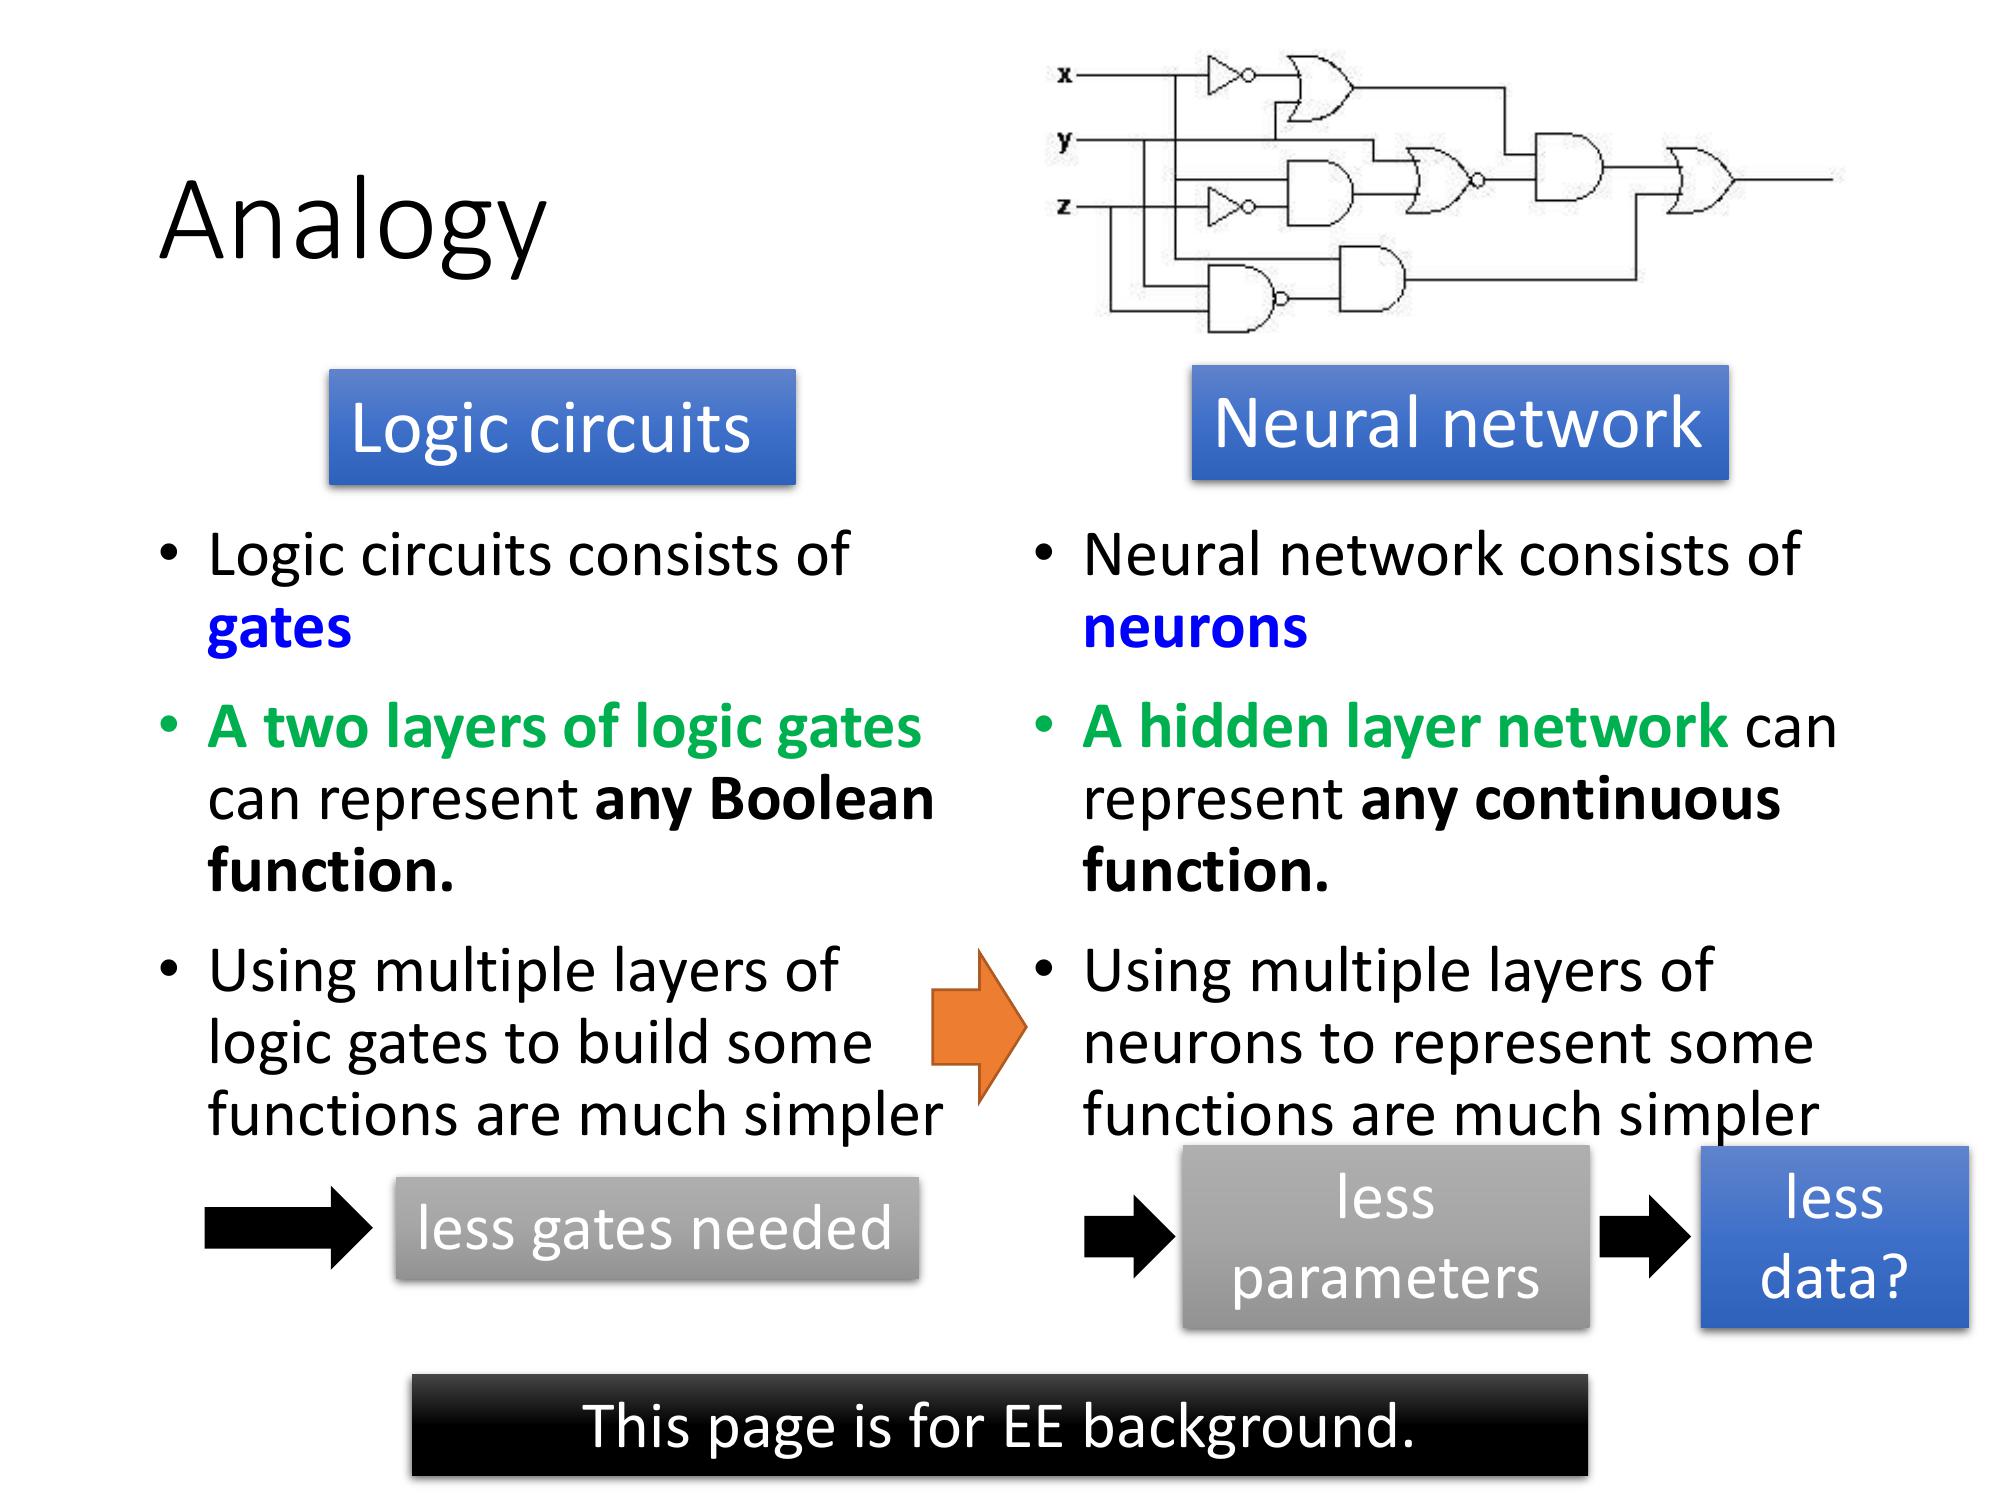 x
y
z
Analogy
Logic circuits
• Logic circuits consists of
gates
• A two layers of logic gates
can represent any Boolean
function.
• Using multiple layers of
logic gates to build some
functions are much simpler
less gates needed
Neural network
• Neural network consists of
neurons
• A hidden layer network can
represent any continuous
function.
• Using multiple layers of
neurons to represent some
functions are much simpler
less
parameters
less
data?
This page is for EE background.